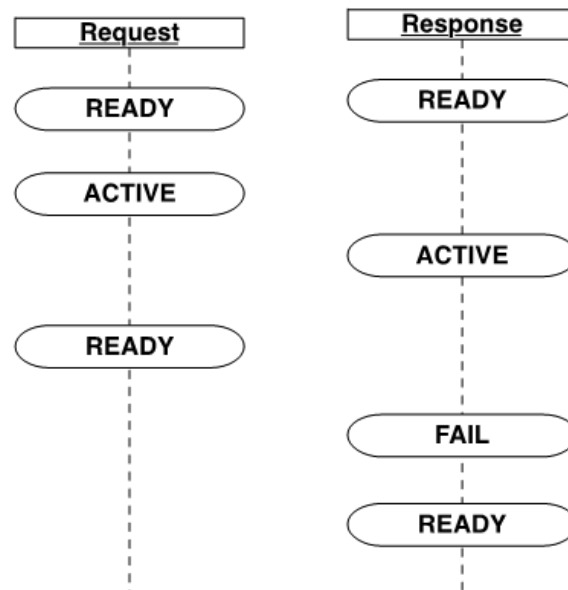 Request
READY
ACTIVE
READY
Response
READY
ACTIVE
FAIL
READY